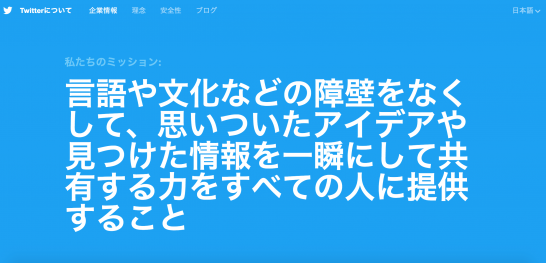 Twitterについて 企業情報 理念 安全性 ブログ 日本語
私たちのミッション:
言語や文化などの障壁をなく
して、思いついたアイデアや
見つけた情報を一瞬にして共
有する力をすべての人に提供
すること